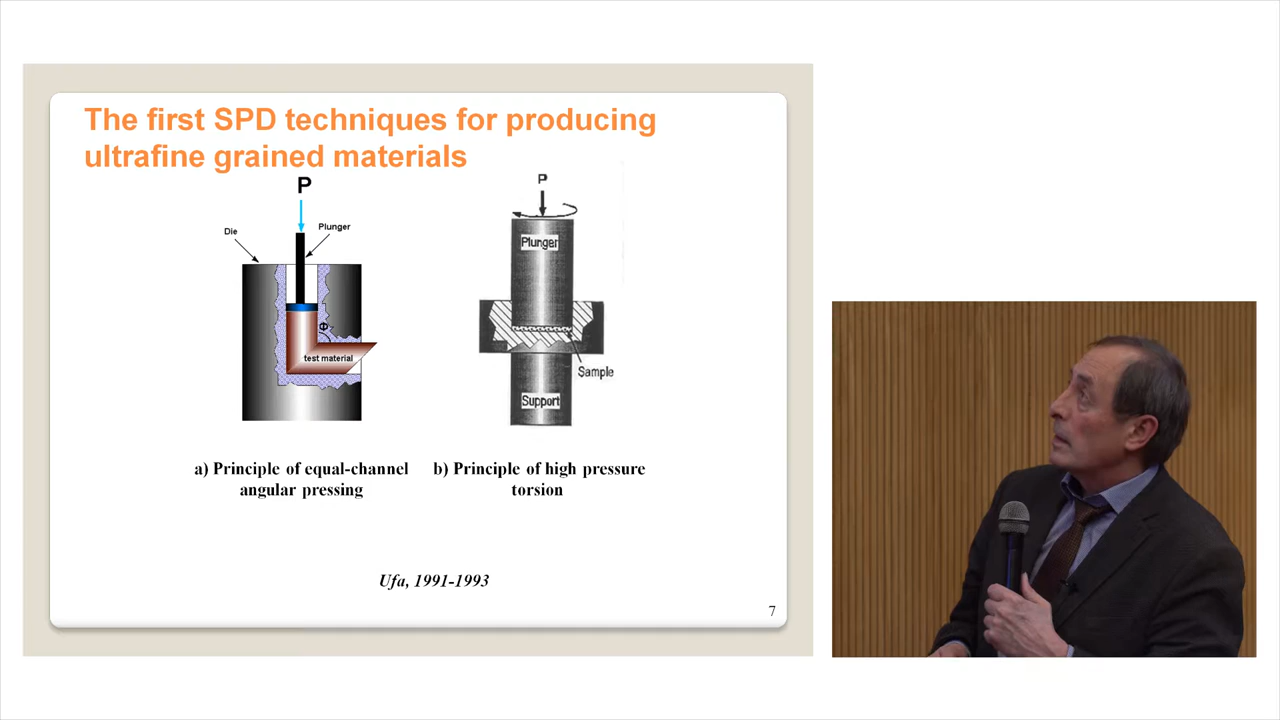 The first SPD techniques for producing
ultrafine grained materials
P
Die
Plunger
Φ
test material
P
Plunger
Sample
Support
a) Principle of equal-channel
angular pressing
b) Principle of high pressure
torsion
Ufa, 1991-1993
7